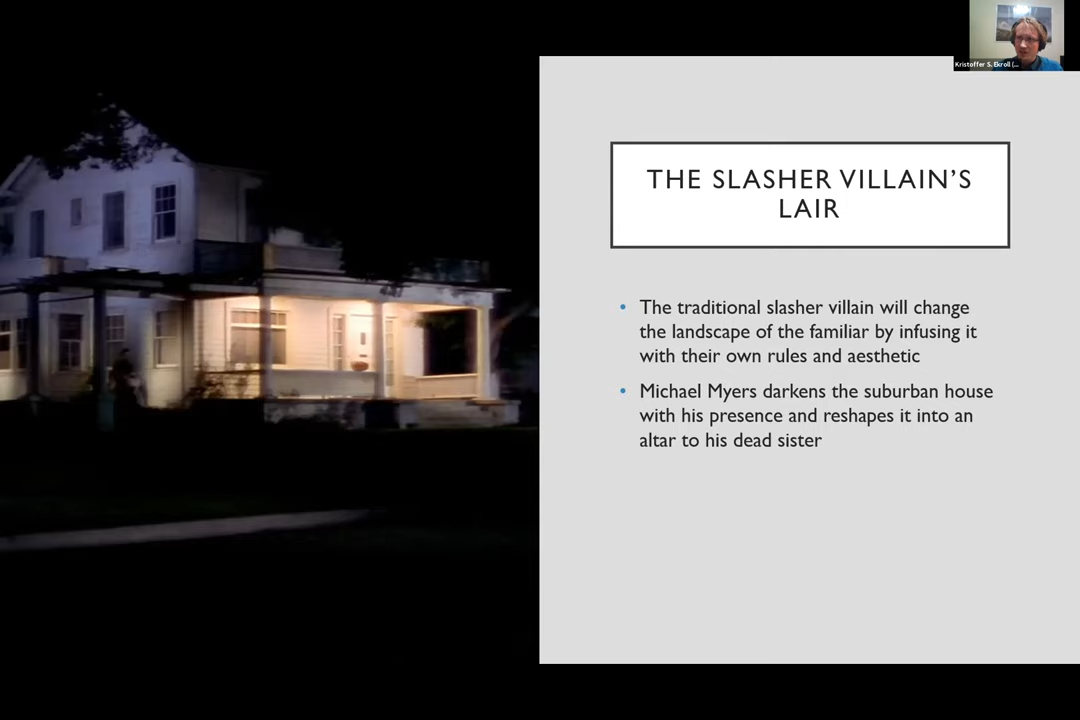 Kristoffer S. Ekroll (...
THE SLASHER VILLAIN'S
LAIR
• The traditional slasher villain will change
the landscape of the familiar by infusing it
with their own rules and aesthetic
• Michael Myers darkens the suburban house
with his presence and reshapes it into an
altar to his dead sister